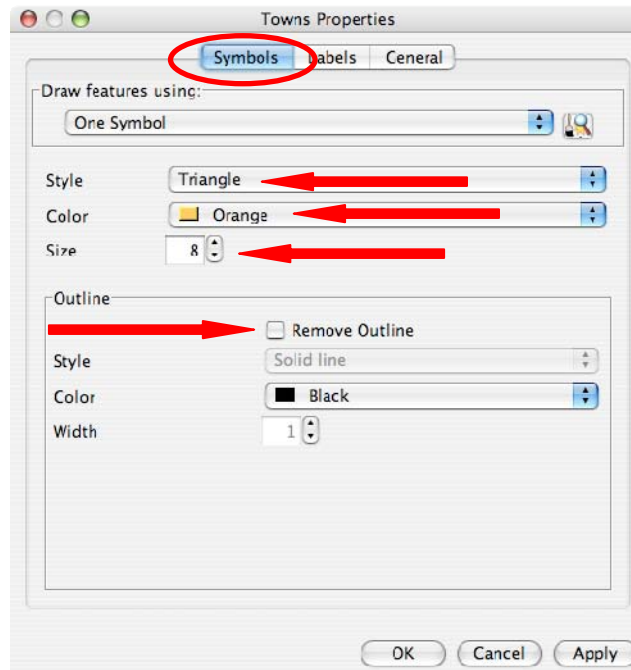 Towns Properties
Symbols Labels General
Draw features using:
One Symbol
Style Triangle
Color Orange
Size 8
Outline
Remove Outline
Style Solid line
Color Black
Width 1
OK Cancel Apply